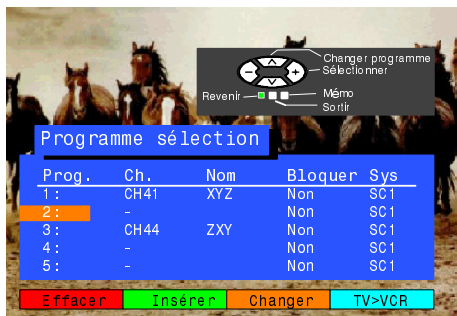 Changer programme
- + Sélectionner
Revenir Mémo
Sortir
Programme sélection
Prog. Ch. Nom Bloquer Sys
1: CH41 XYZ Non SC1
2: - Non SC1
3: CH44 ZXY Non SC1
4: - Non SC1
5: - Non SC1
Effacer Insérer Changer TV>VCR